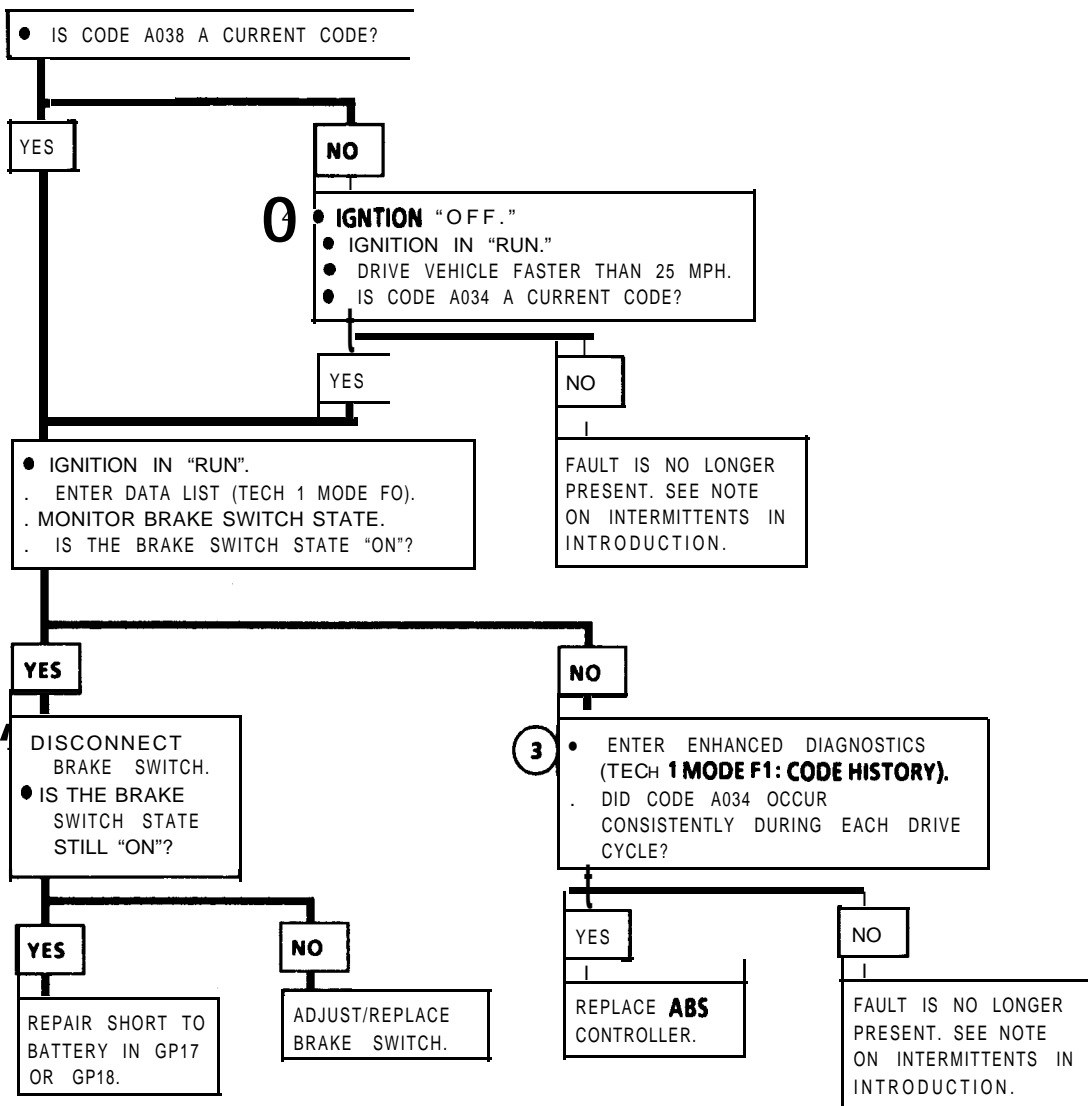 ● IS CODE A038 A CURRENT CODE?
YES
NO
● IGNTION “OFF.”
● IGNITION IN “RUN.”
● DRIVE VEHICLE FASTER THAN 25 MPH.
● IS CODE A034 A CURRENT CODE?
YES
NO
● IGNITION IN “RUN”.
. ENTER DATA LIST (TECH 1 MODE FO).
. MONITOR BRAKE SWITCH STATE.
. IS THE BRAKE SWITCH STATE “ON”?
FAULT IS NO LONGER
PRESENT. SEE NOTE
ON INTERMITTENTS IN
INTRODUCTION.
YES
NO
DISCONNECT
BRAKE SWITCH.
● IS THE BRAKE
SWITCH STATE
STILL “ON”?
3
● ENTER ENHANCED DIAGNOSTICS
(TECH 1 MODE F1: CODE HISTORY).
. DID CODE A034 OCCUR
CONSISTENTLY DURING EACH DRIVE
CYCLE?
YES
NO
YES
NO
REPAIR SHORT TO
BATTERY IN GP17
OR GP18.
ADJUST/REPLACE
BRAKE SWITCH.
REPLACE ABS
CONTROLLER.
FAULT IS NO LONGER
PRESENT. SEE NOTE
ON INTERMITTENTS IN
INTRODUCTION.